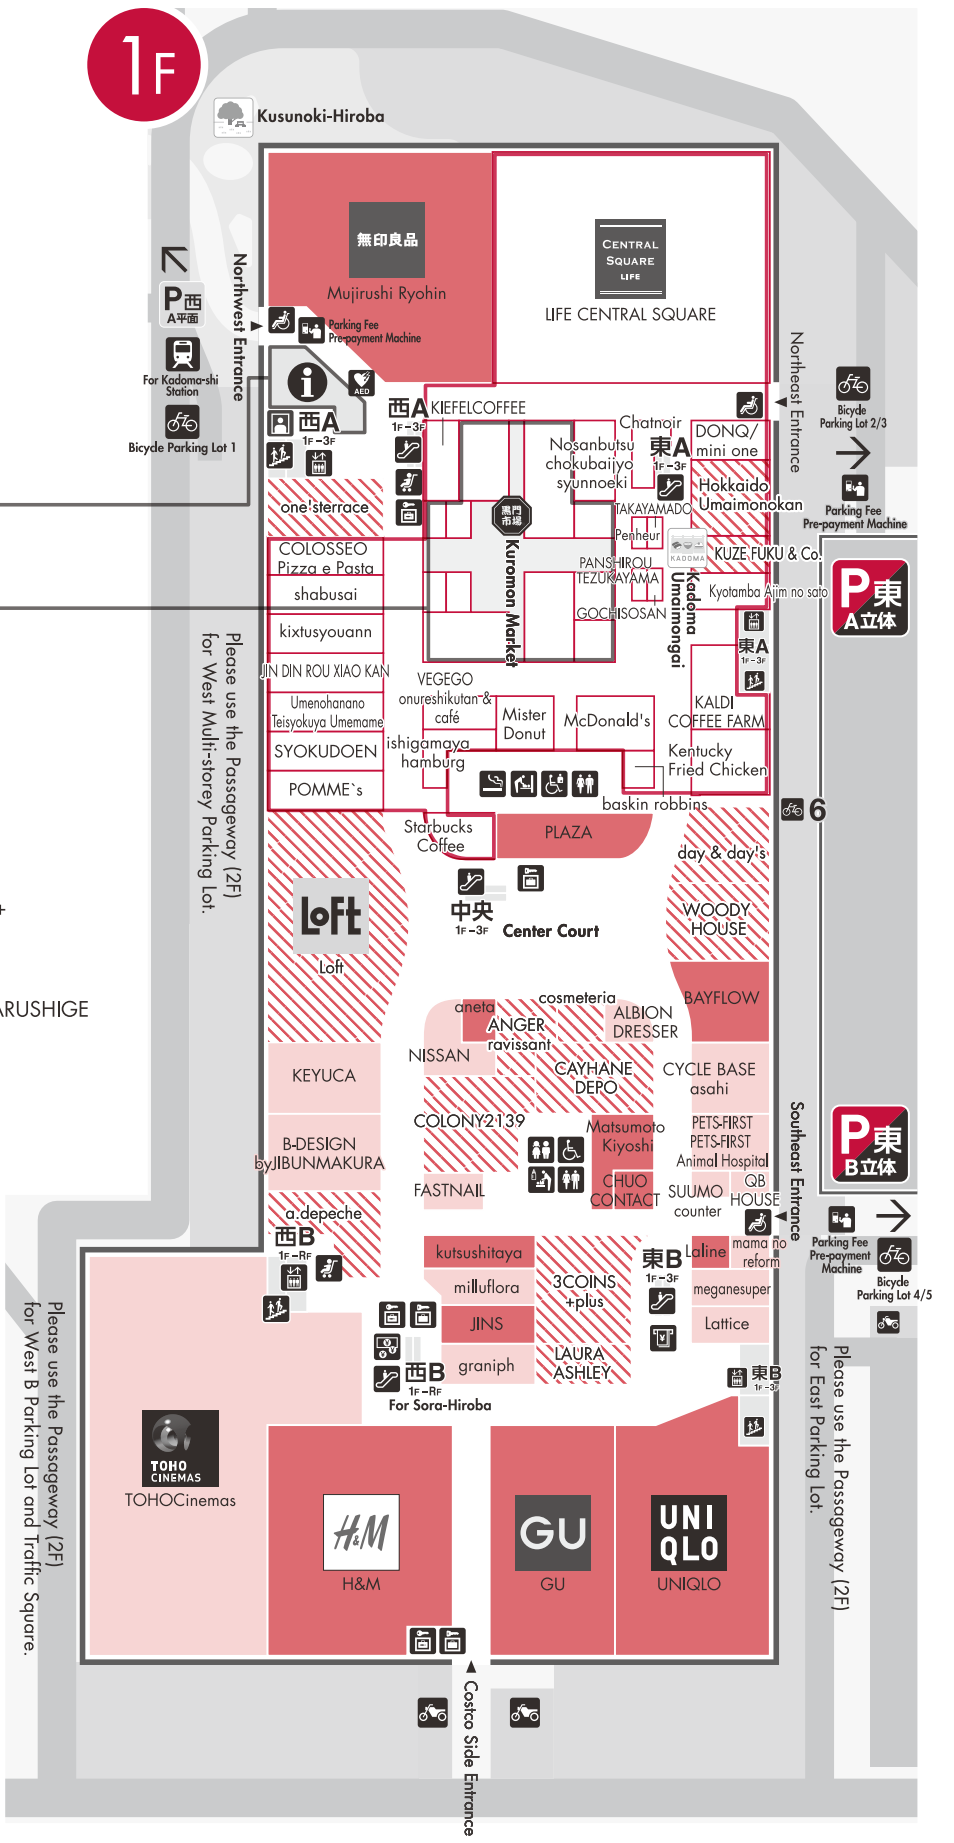 1F
Kusunoki-Hiroba
無印良品
Mujirushi Ryohin
CENTRAL
SQUARE
LIFE
LIFE CENTRAL SQUARE
P西
A平面
For Kadoma-shi
Station
Bicycle Parking Lot 1
Northwest Entrance
Parking Fee
Pre-payment Machine
AED
西A
1F-3F
西A
1F-3F
KIEFELCOFFEE
Northeast Entrance
Bicycle
Parking Lot 2/3
Parking Fee
Pre-payment Machine
Chatnoir
東A
1F-3F
DONQ/
mini one
Nosanbutsu
chokubaijyo
syunnoeki
Hokkaido
Umaimonokan
one'sterrace
黒門
市場
Kuromon Market
TAKAYAMADO
Penheur
KADOMA
Kadoma
Umaimongai
KUZE FUKU & Co.
PANSHIROU
TEZUKAYAMA
GOCHISOSAN
Kyotamba Ajim no sato
P東
A立体
COLOSSEO
Pizza e Pasta
shabusai
kixtusyouann
JIN DIN ROU XIAO KAN
Umenohanano
Teisyokuya Umemame
SYOKUDOEN
POMME`s
東A
1F-3F
VEGEGO
onureshikutan &
café
ishigamaya
hamburg
Mister
Donut
McDonald's
KALDI
COFFEE FARM
Kentucky
Fried Chicken
baskin robbins
Please use the Passageway (2F)
for West Multi-storey Parking Lot.
Starbucks
Coffee
PLAZA
6
day & day's
LOFT
Loft
中央
1F-3F
Center Court
WOODY
HOUSE
+
ARUSHIGE
BAYFLOW
aneta
cosmeteria
ANGER
ravissant
ALBION
DRESSER
NISSAN
KEYUCA
CAYHANE
DEPO
CYCLE BASE
asahi
COLONY2139
Matsumoto
Kiyoshi
PETS-FIRST
PETS-FIRST
Animal Hospital
B-DESIGN
byJIBUNMAKURA
FASTNAIL
CHUO
CONTACT
SUUMO
counter
QB
HOUSE
Southeast Entrance
P東
B立体
a.depeche
西B
1F-RF
kutsushitaya
milluflora
JINS
graniph
3COINS
+plus
LAURA
ASHLEY
東B
1F-3F
Laline
mama no
reform
meganesuper
Lattice
Parking Fee
Pre-payment
Machine
Bicycle
Parking Lot 4/5
西B
1F-RF
For Sora-Hiroba
東B
1F-3F
Please use the Passageway (2F)
for West B Parking Lot and Traffic Square.
Please use the Passageway (2F)
for East Parking Lot.
TOHO
CINEMAS
TOHOCinemas
H&M
H&M
GU
GU
UNI
QLO
UNIQLO
Costco Side Entrance